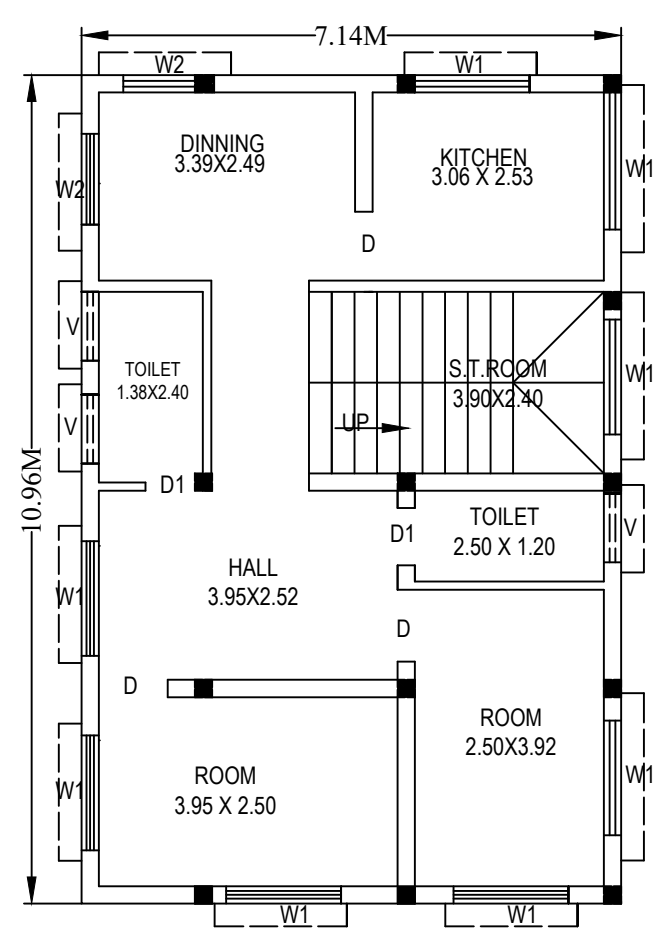 7.14M
W2
W1
DINNING
3.39X2.49
KITCHEN
3.06 X 2.53
W2
W1
D
V
TOILET
1.38X2.40
S.T.ROOM
3.90X2.40
W1
V
UP
10.96M
D1
TOILET
2.50 X 1.20
V
D1
HALL
3.95X2.52
W1
D
D
ROOM
2.50X3.92
ROOM
3.95 X 2.50
W1
W1
W1
W1